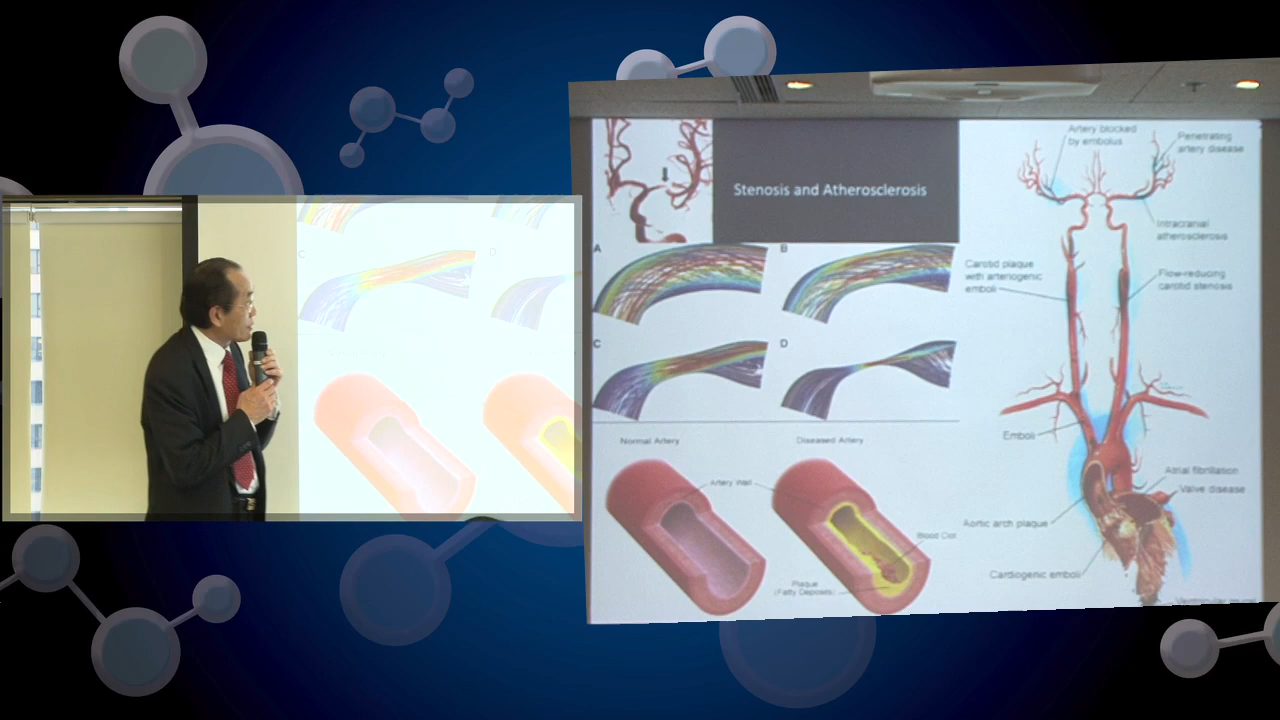 Stenosis and Atherosclerosis
A
B
C
D
Normal Artery
Diseased Artery
Artery Wall
Blood Clot
Plaque
(Fatty Deposits)
Artery blocked
by embolus
Penetrating
artery disease
Intracranial
atherosclerosis
Carotid plaque
with arteriogenic
emboli
Flow-reducing
carotid stenosis
Emboli
Atrial fibrillation
Valve disease
Aortic arch plaque
Cardiogenic emboli
C
D